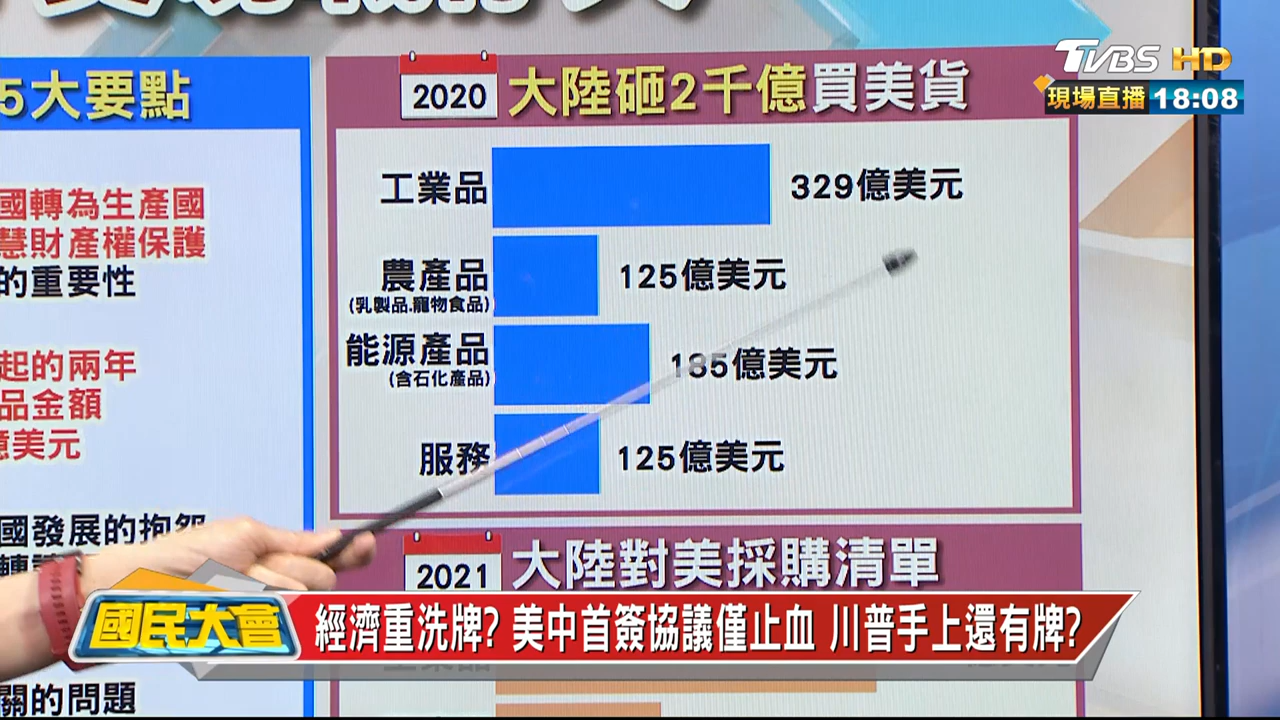 TVBS HD
現場直播 18:08
5大要點
國轉為生產國
慧財產權保護
的重要性
起的兩年
品金額
億美元
國發展的抱怨
關的問題
2020 大陸砸2千億買美貨
工業品 329億美元
農產品 125億美元
(乳製品.寵物食品)
能源產品 185億美元
(含石化產品)
服務 125億美元
2021 大陸對美採購清單
國民大會
經濟重洗牌? 美中首簽協議僅止血 川普手上還有牌?